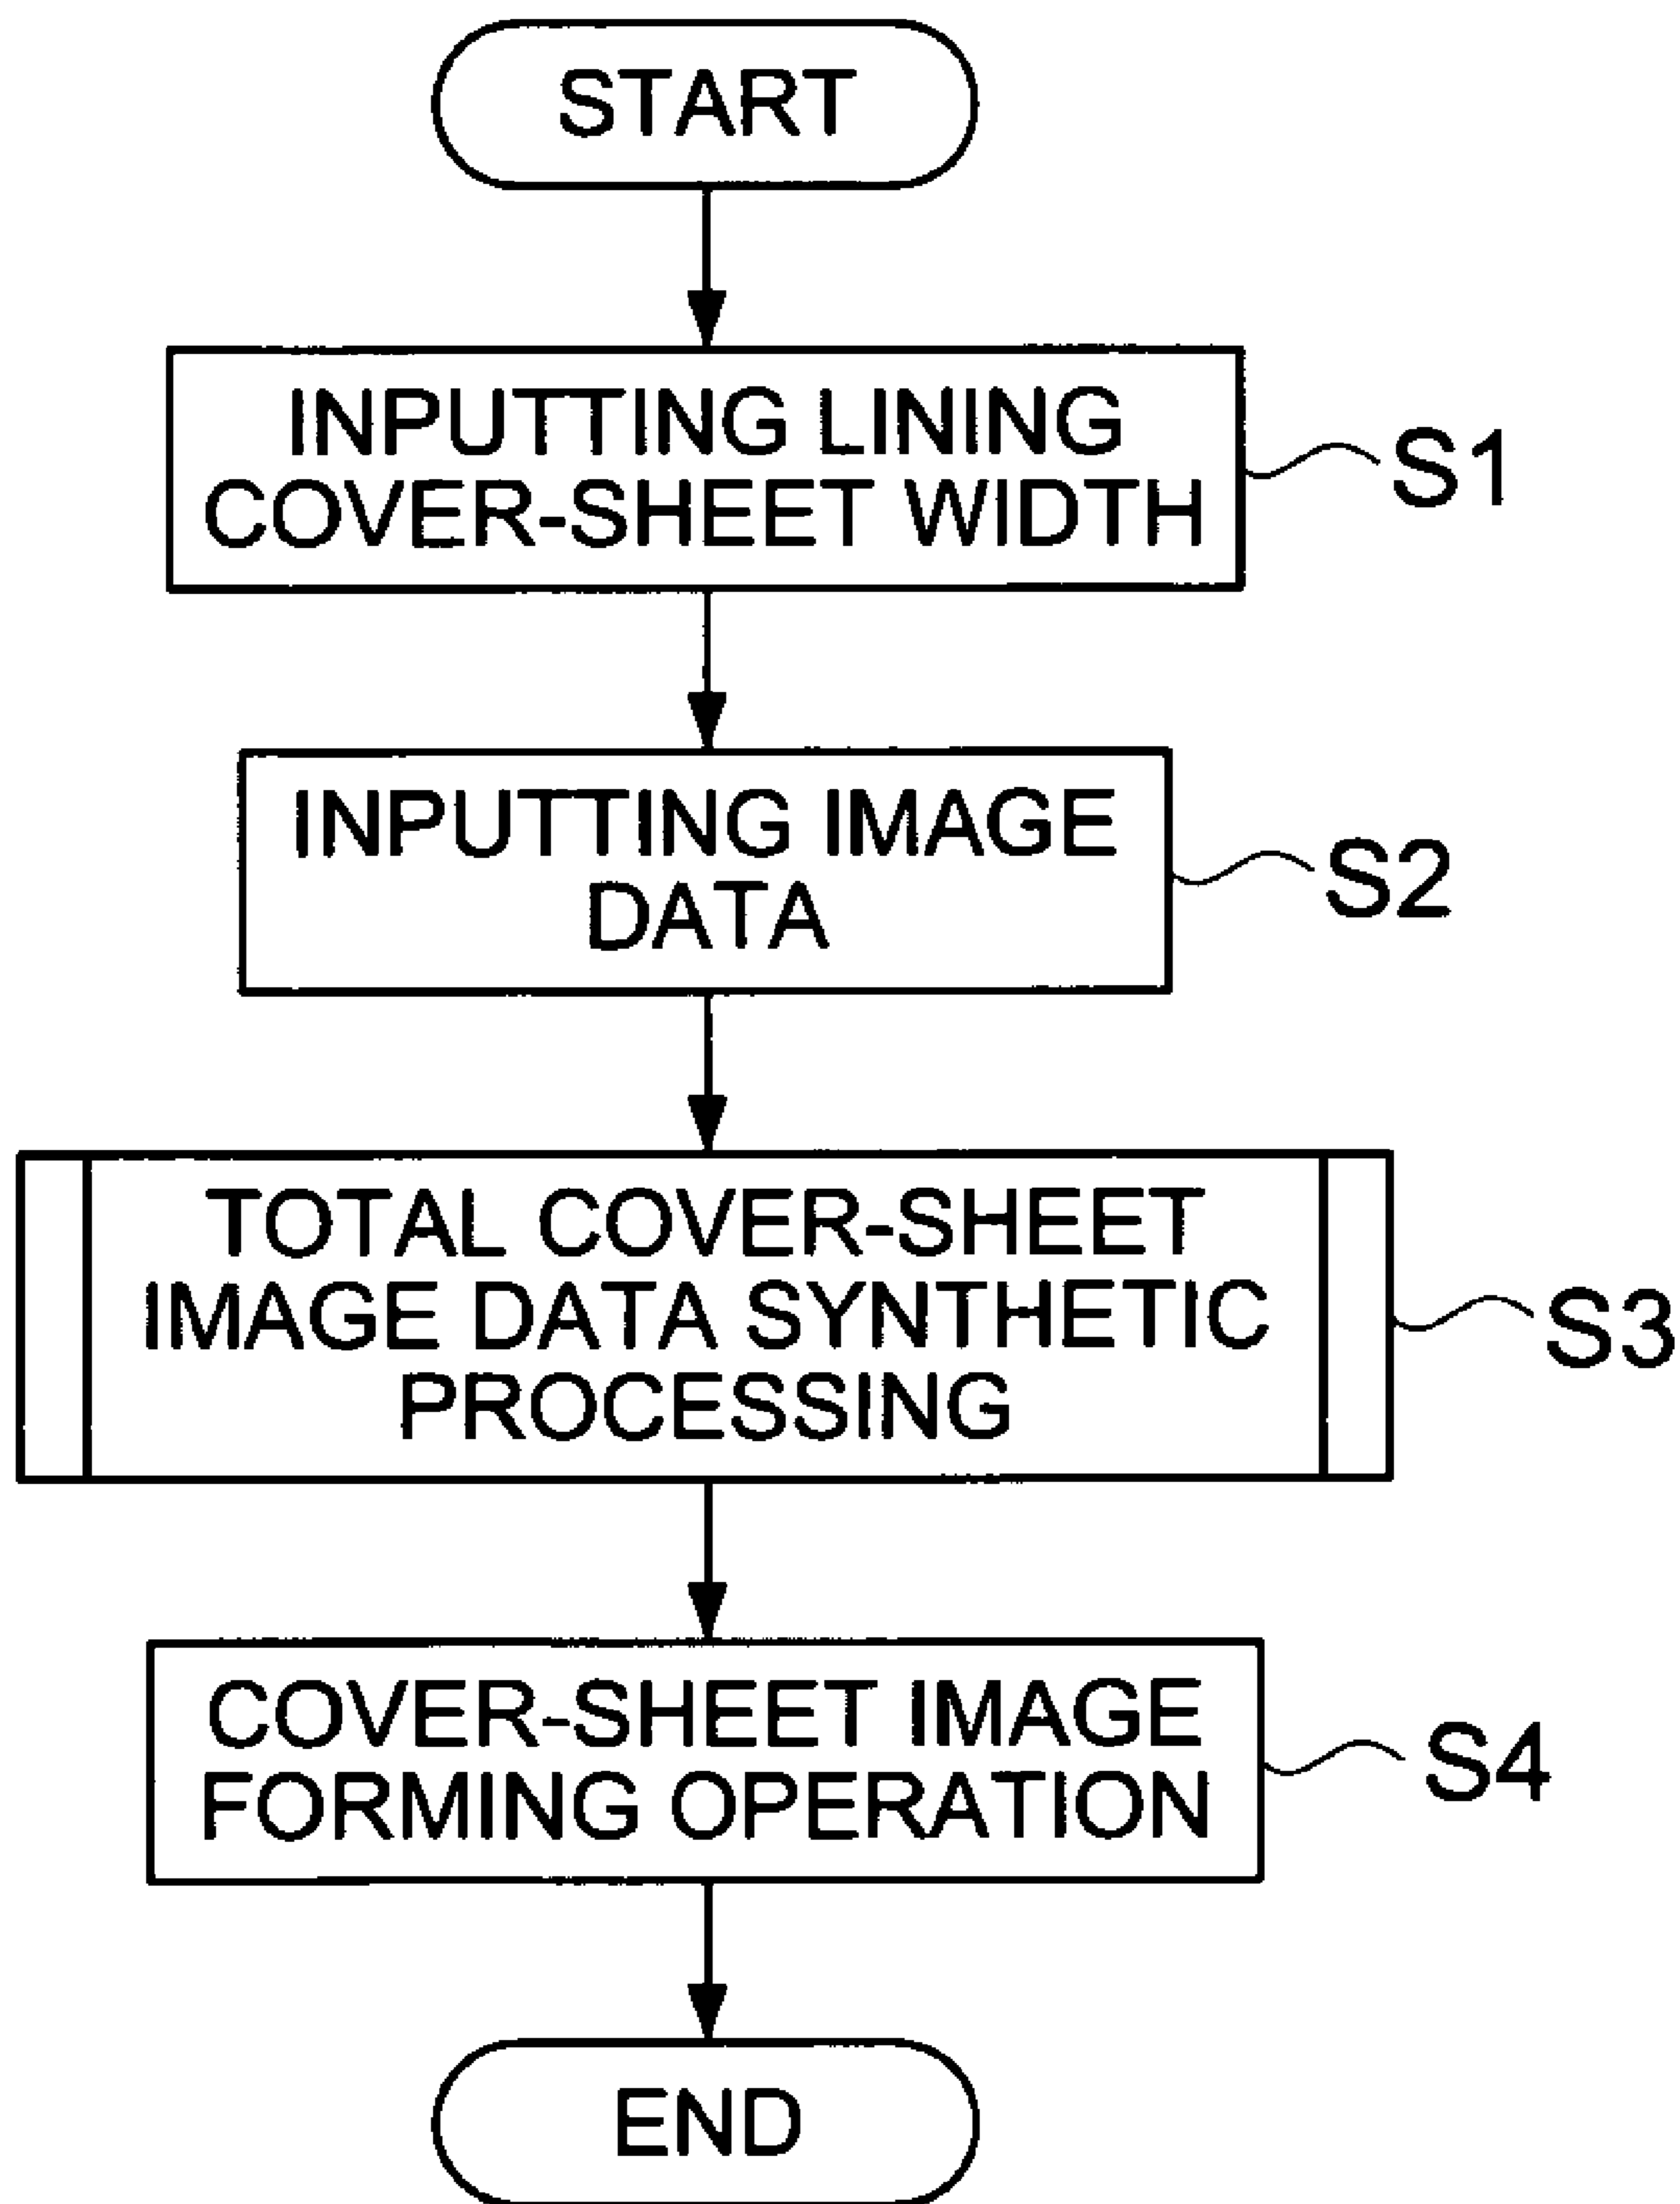 START
INPUTTING LINING
COVER-SHEET WIDTH
S1
INPUTTING IMAGE
DATA
S2
TOTAL COVER-SHEET
IMAGE DATA SYNTHETIC
PROCESSING
S3
COVER-SHEET IMAGE
FORMING OPERATION
S4
END